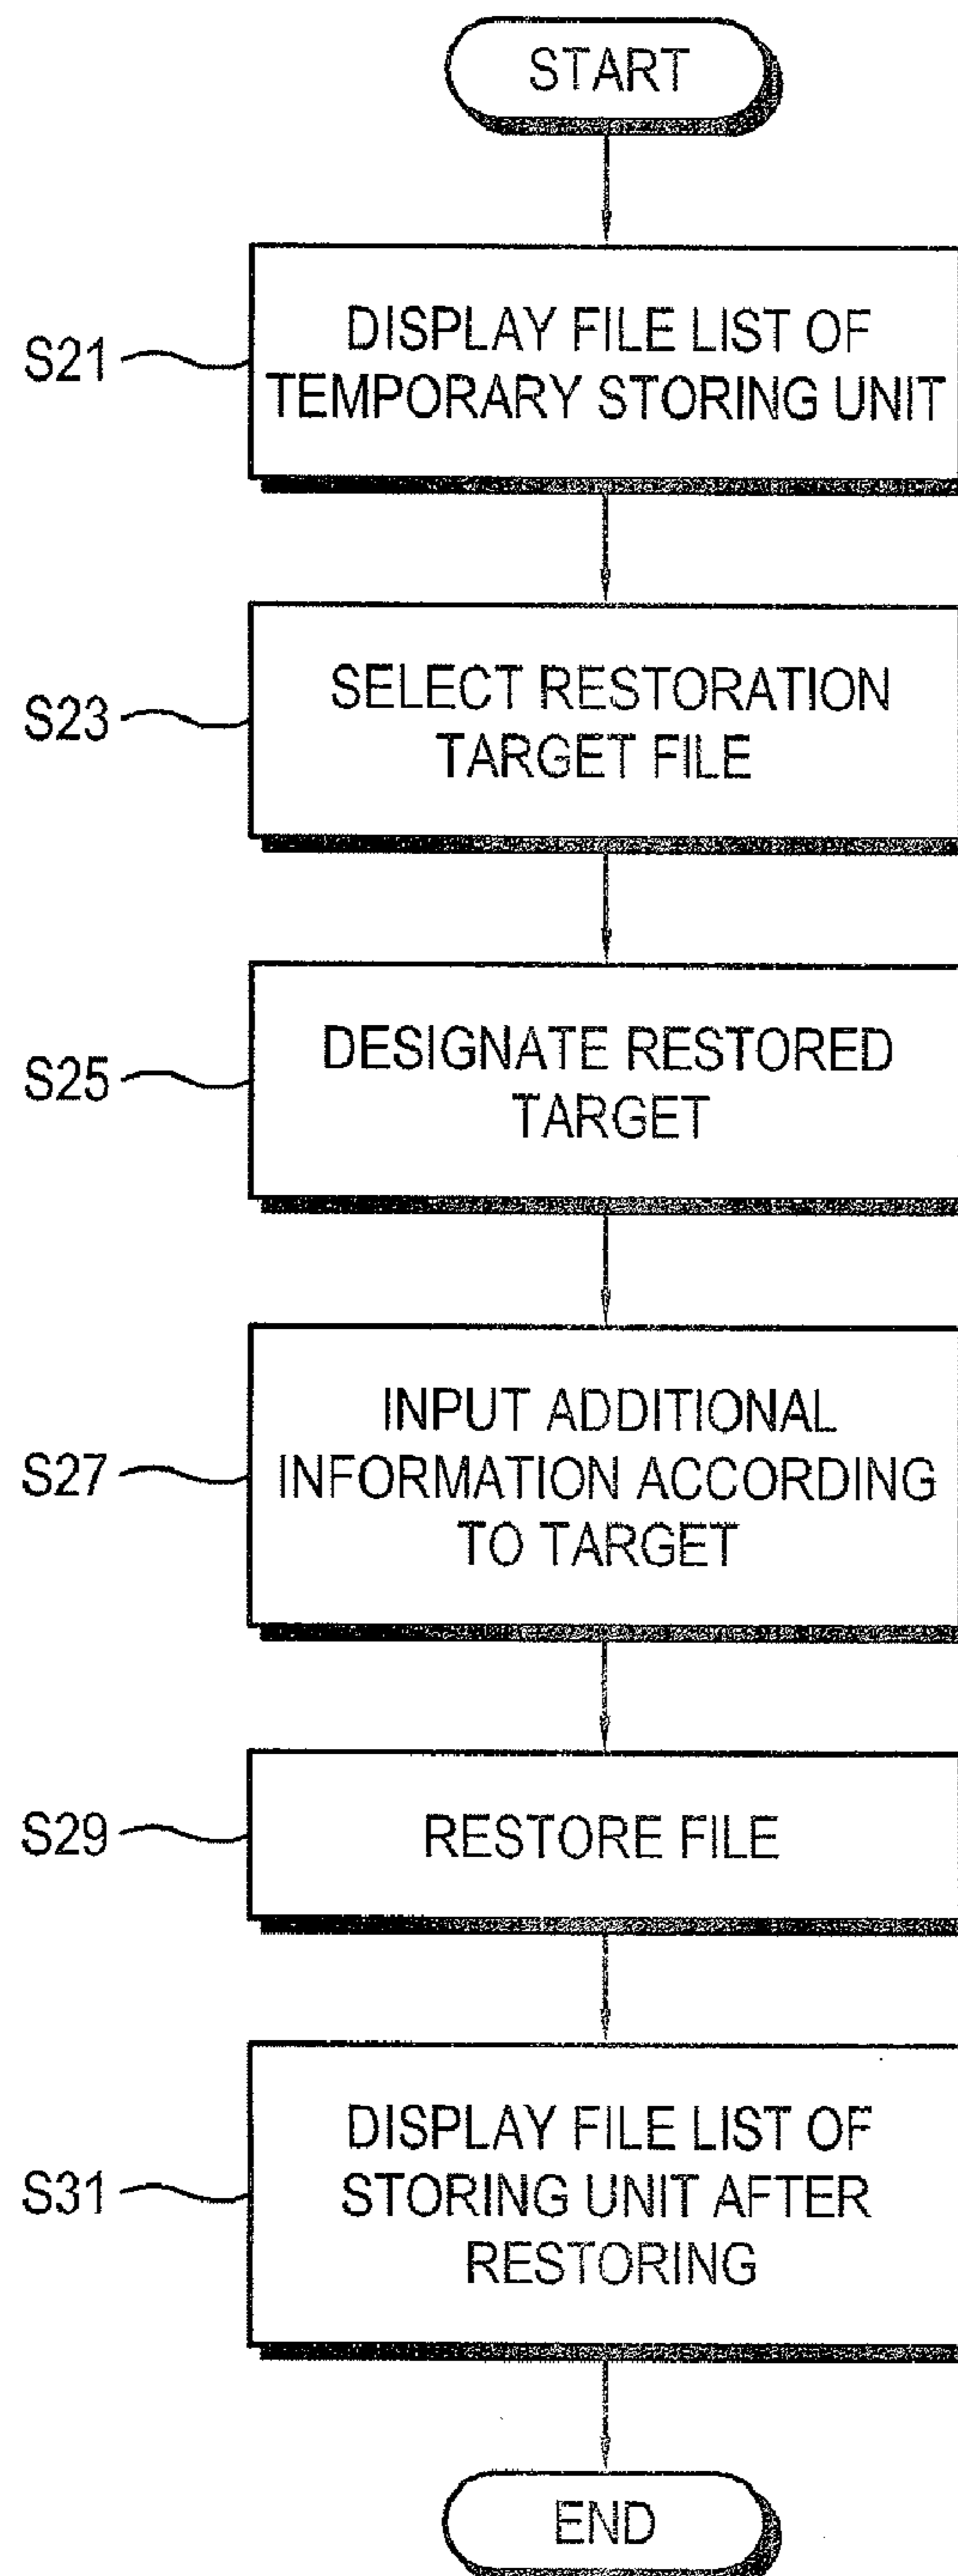 START
S21
DISPLAY FILE LIST OF
TEMPORARY STORING UNIT
S23
SELECT RESTORATION
TARGET FILE
S25
DESIGNATE RESTORED
TARGET
S27
INPUT ADDITIONAL
INFORMATION ACCORDING
TO TARGET
S29
RESTORE FILE
S31
DISPLAY FILE LIST OF
STORING UNIT AFTER
RESTORING
END